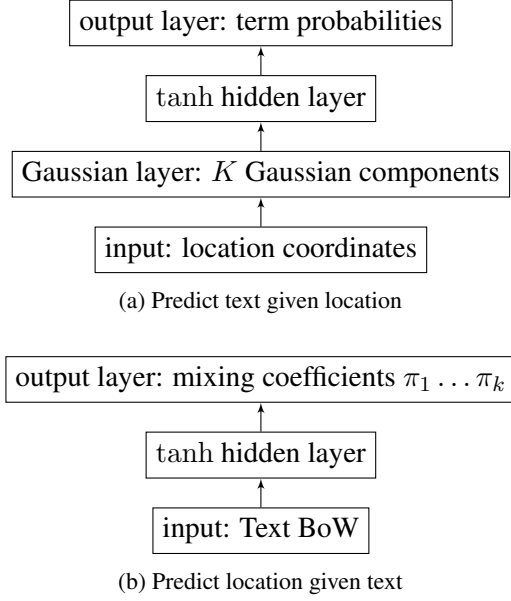 output layer: term probabilities
tanh hidden layer
Gaussian layer: K Gaussian components
input: location coordinates
(a) Predict text given location
output layer: mixing coefficients π₁ … πₖ
tanh hidden layer
input: Text BoW
(b) Predict location given text